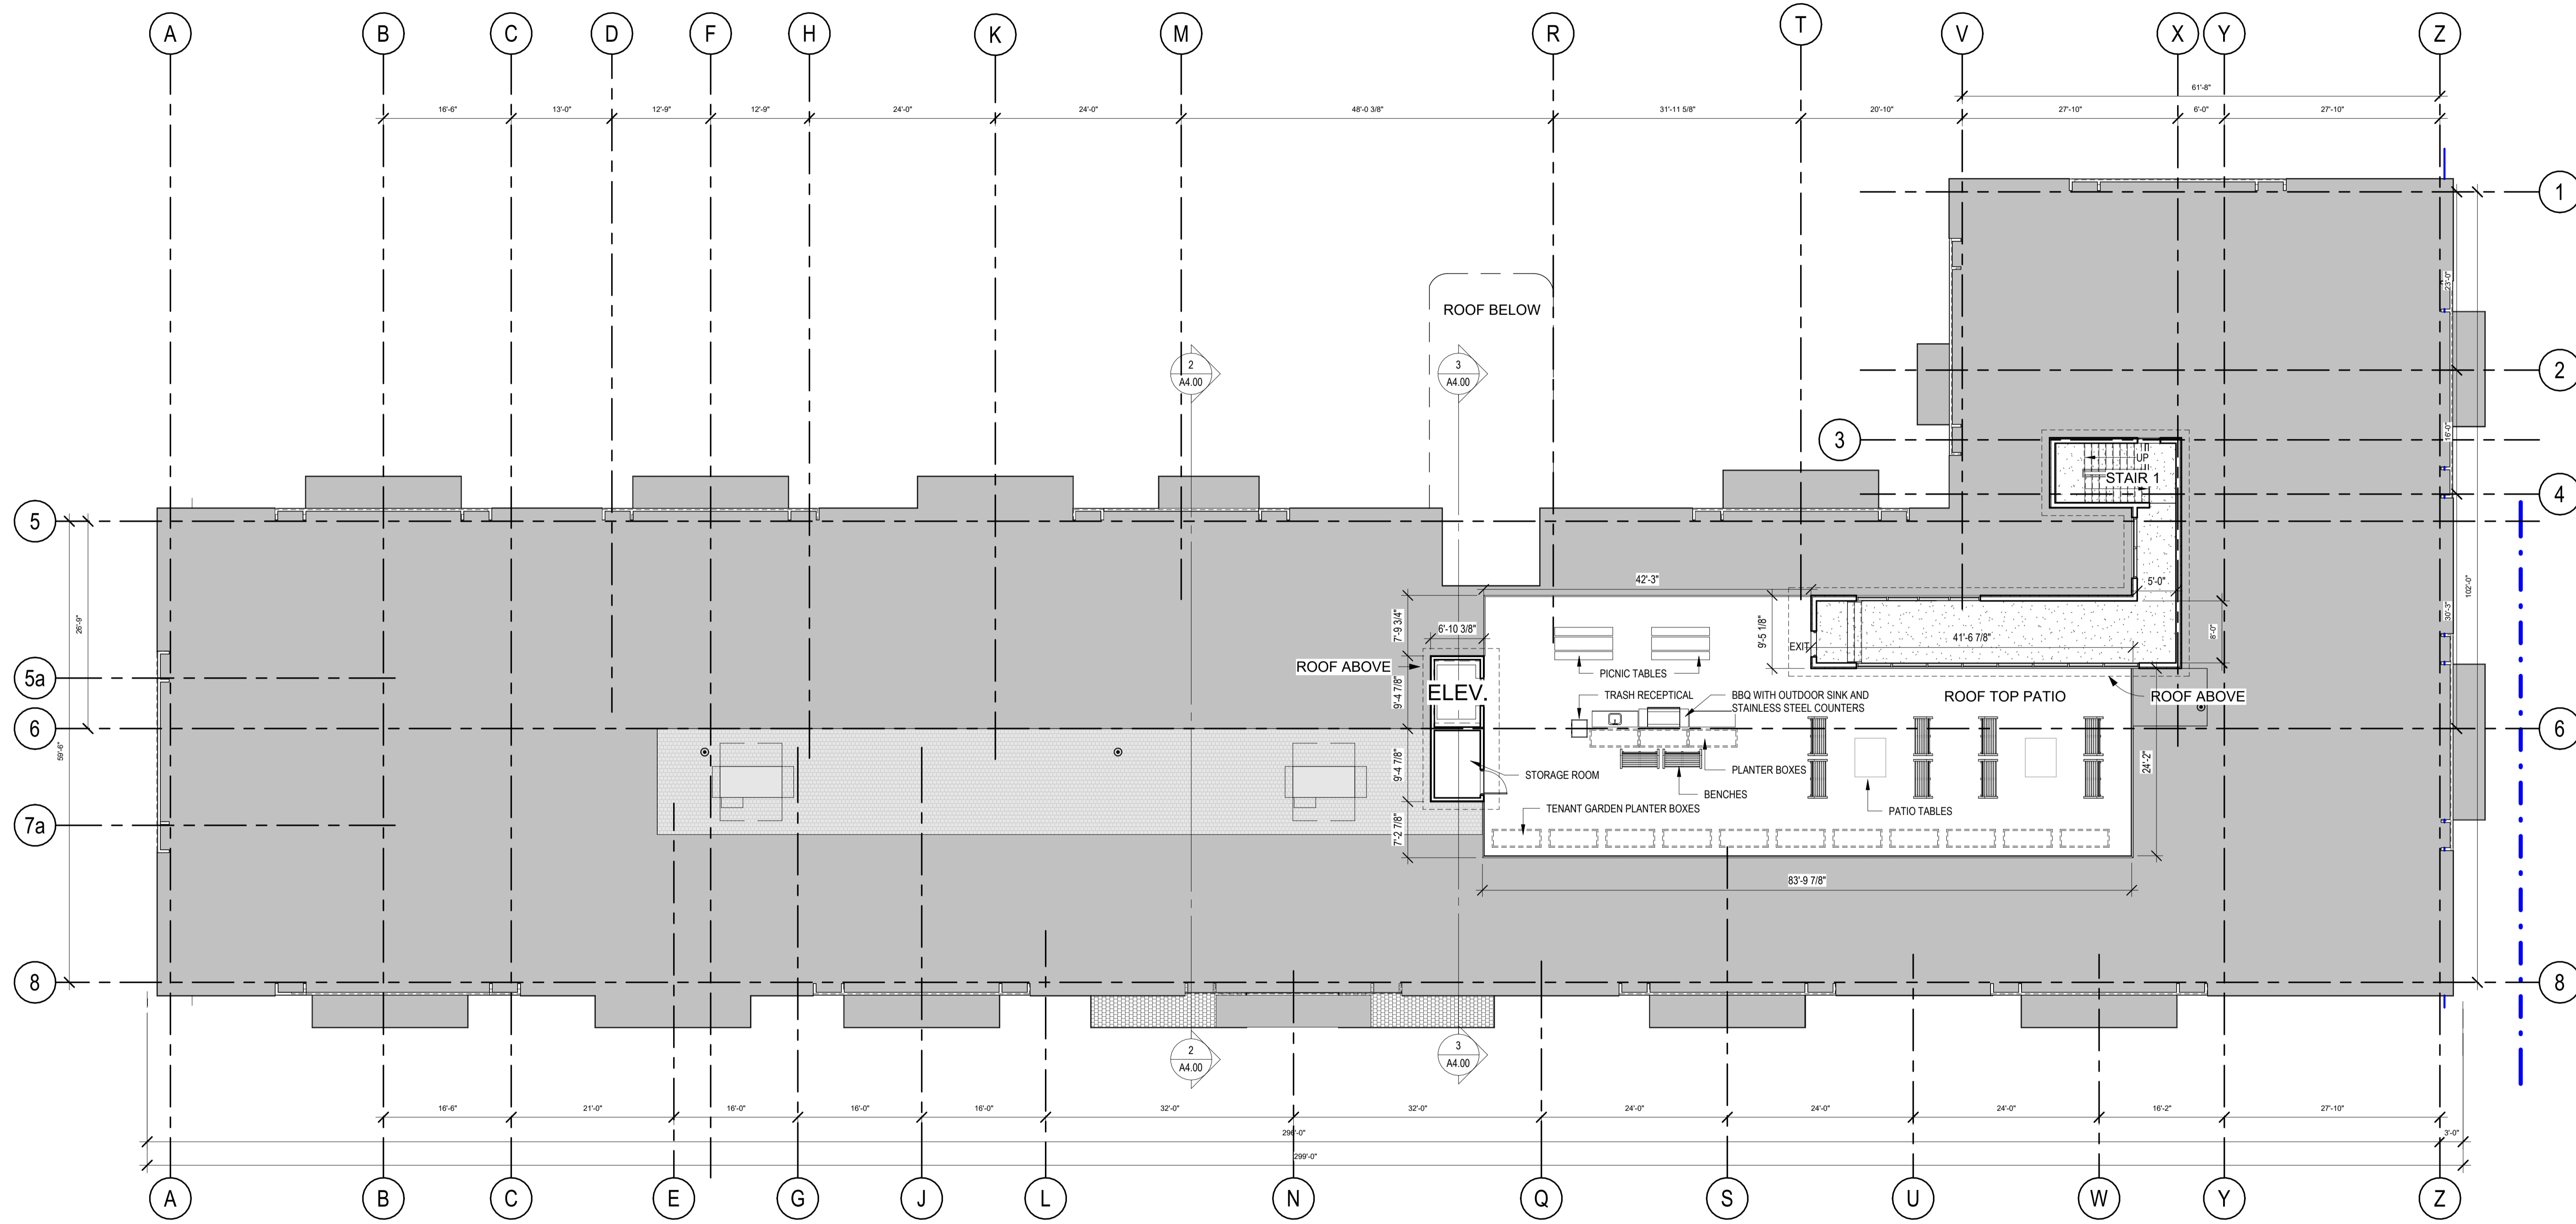 A B C D F H K M R T V X Y Z
61'-8"
16'-6" 13'-0" 12'-9" 12'-9" 24'-0" 24'-0" 48'-0 3/8" 31'-11 5/8" 20'-10" 27'-10" 6'-0" 27'-10"
1
23'-0"
ROOF BELOW
2
A4.00
3
A4.00
2
3
16'-0"
UP
STAIR 1
4
5
42'-3"
5'-0"
102'-0"
26'-9"
7'-9 3/4"
6'-10 3/8"
9'-5 1/8"
EXIT
41'-6 7/8"
8'-0"
30'-3"
ROOF ABOVE
PICNIC TABLES
5a
9'-4 7/8"
ELEV.
TRASH RECEPTICAL
BBQ WITH OUTDOOR SINK AND
STAINLESS STEEL COUNTERS
ROOF TOP PATIO
ROOF ABOVE
6
6
59'-6"
9'-4 7/8"
STORAGE ROOM
PLANTER BOXES
24'-2"
BENCHES
7a
7'-2 7/8"
TENANT GARDEN PLANTER BOXES
PATIO TABLES
83'-9 7/8"
8
8
2
A4.00
3
A4.00
16'-6" 21'-0" 16'-0" 16'-0" 16'-0" 32'-0" 32'-0" 24'-0" 24'-0" 24'-0" 16'-2" 27'-10"
296'-0" 3'-0"
299'-0"
A B C E G J L N Q S U W Y Z